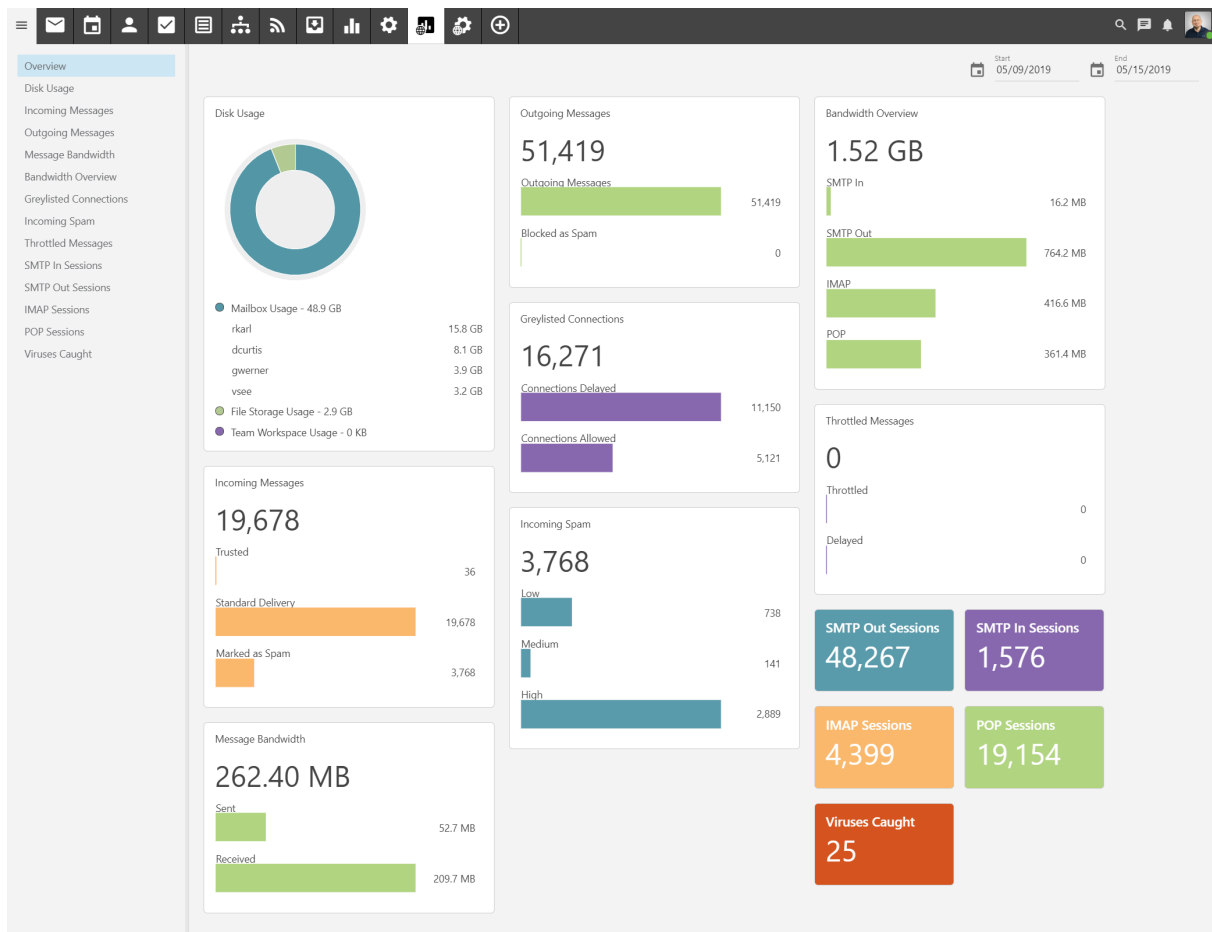 Start
05/09/2019
End
05/15/2019
Overview
Disk Usage
Incoming Messages
Outgoing Messages
Message Bandwidth
Bandwidth Overview
Greylisted Connections
Incoming Spam
Throttled Messages
SMTP In Sessions
SMTP Out Sessions
IMAP Sessions
POP Sessions
Viruses Caught
Disk Usage
Mailbox Usage - 48.9 GB
rkarl 15.8 GB
dcurtis 8.1 GB
gwerner 3.9 GB
vsee 3.2 GB
File Storage Usage - 2.9 GB
Team Workspace Usage - 0 KB
Incoming Messages
19,678
Trusted
36
Standard Delivery
19,678
Marked as Spam
3,768
Message Bandwidth
262.40 MB
Sent
52.7 MB
Received
209.7 MB
Outgoing Messages
51,419
Outgoing Messages
51,419
Blocked as Spam
0
Greylisted Connections
16,271
Connections Delayed
11,150
Connections Allowed
5,121
Incoming Spam
3,768
Low
738
Medium
141
High
2,889
Bandwidth Overview
1.52 GB
SMTP In
16.2 MB
SMTP Out
764.2 MB
IMAP
416.6 MB
POP
361.4 MB
Throttled Messages
0
Throttled
0
Delayed
0
SMTP Out Sessions
48,267
SMTP In Sessions
1,576
IMAP Sessions
4,399
POP Sessions
19,154
Viruses Caught
25